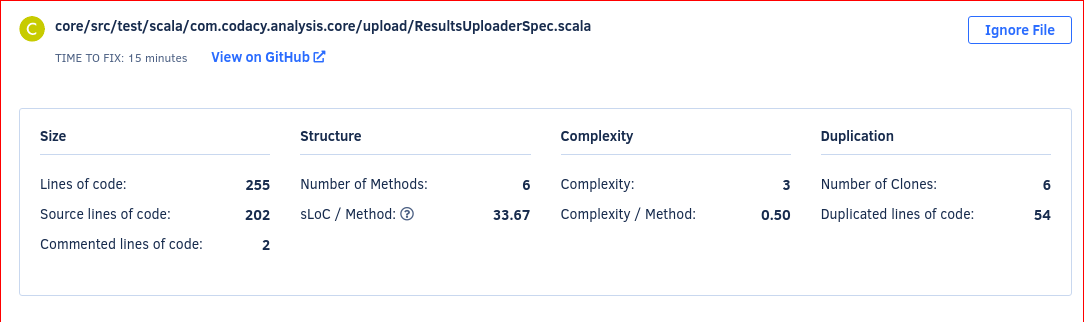 C core/src/test/scala/com.codacy.analysis.core/upload/ResultsUploaderSpec.scala Ignore File
TIME TO FIX: 15 minutes View on GitHub
Size Structure Complexity Duplication
Lines of code: 255 Number of Methods: 6 Complexity: 3 Number of Clones: 6
Source lines of code: 202 sLoC / Method: ? 33.67 Complexity / Method: 0.50 Duplicated lines of code: 54
Commented lines of code: 2